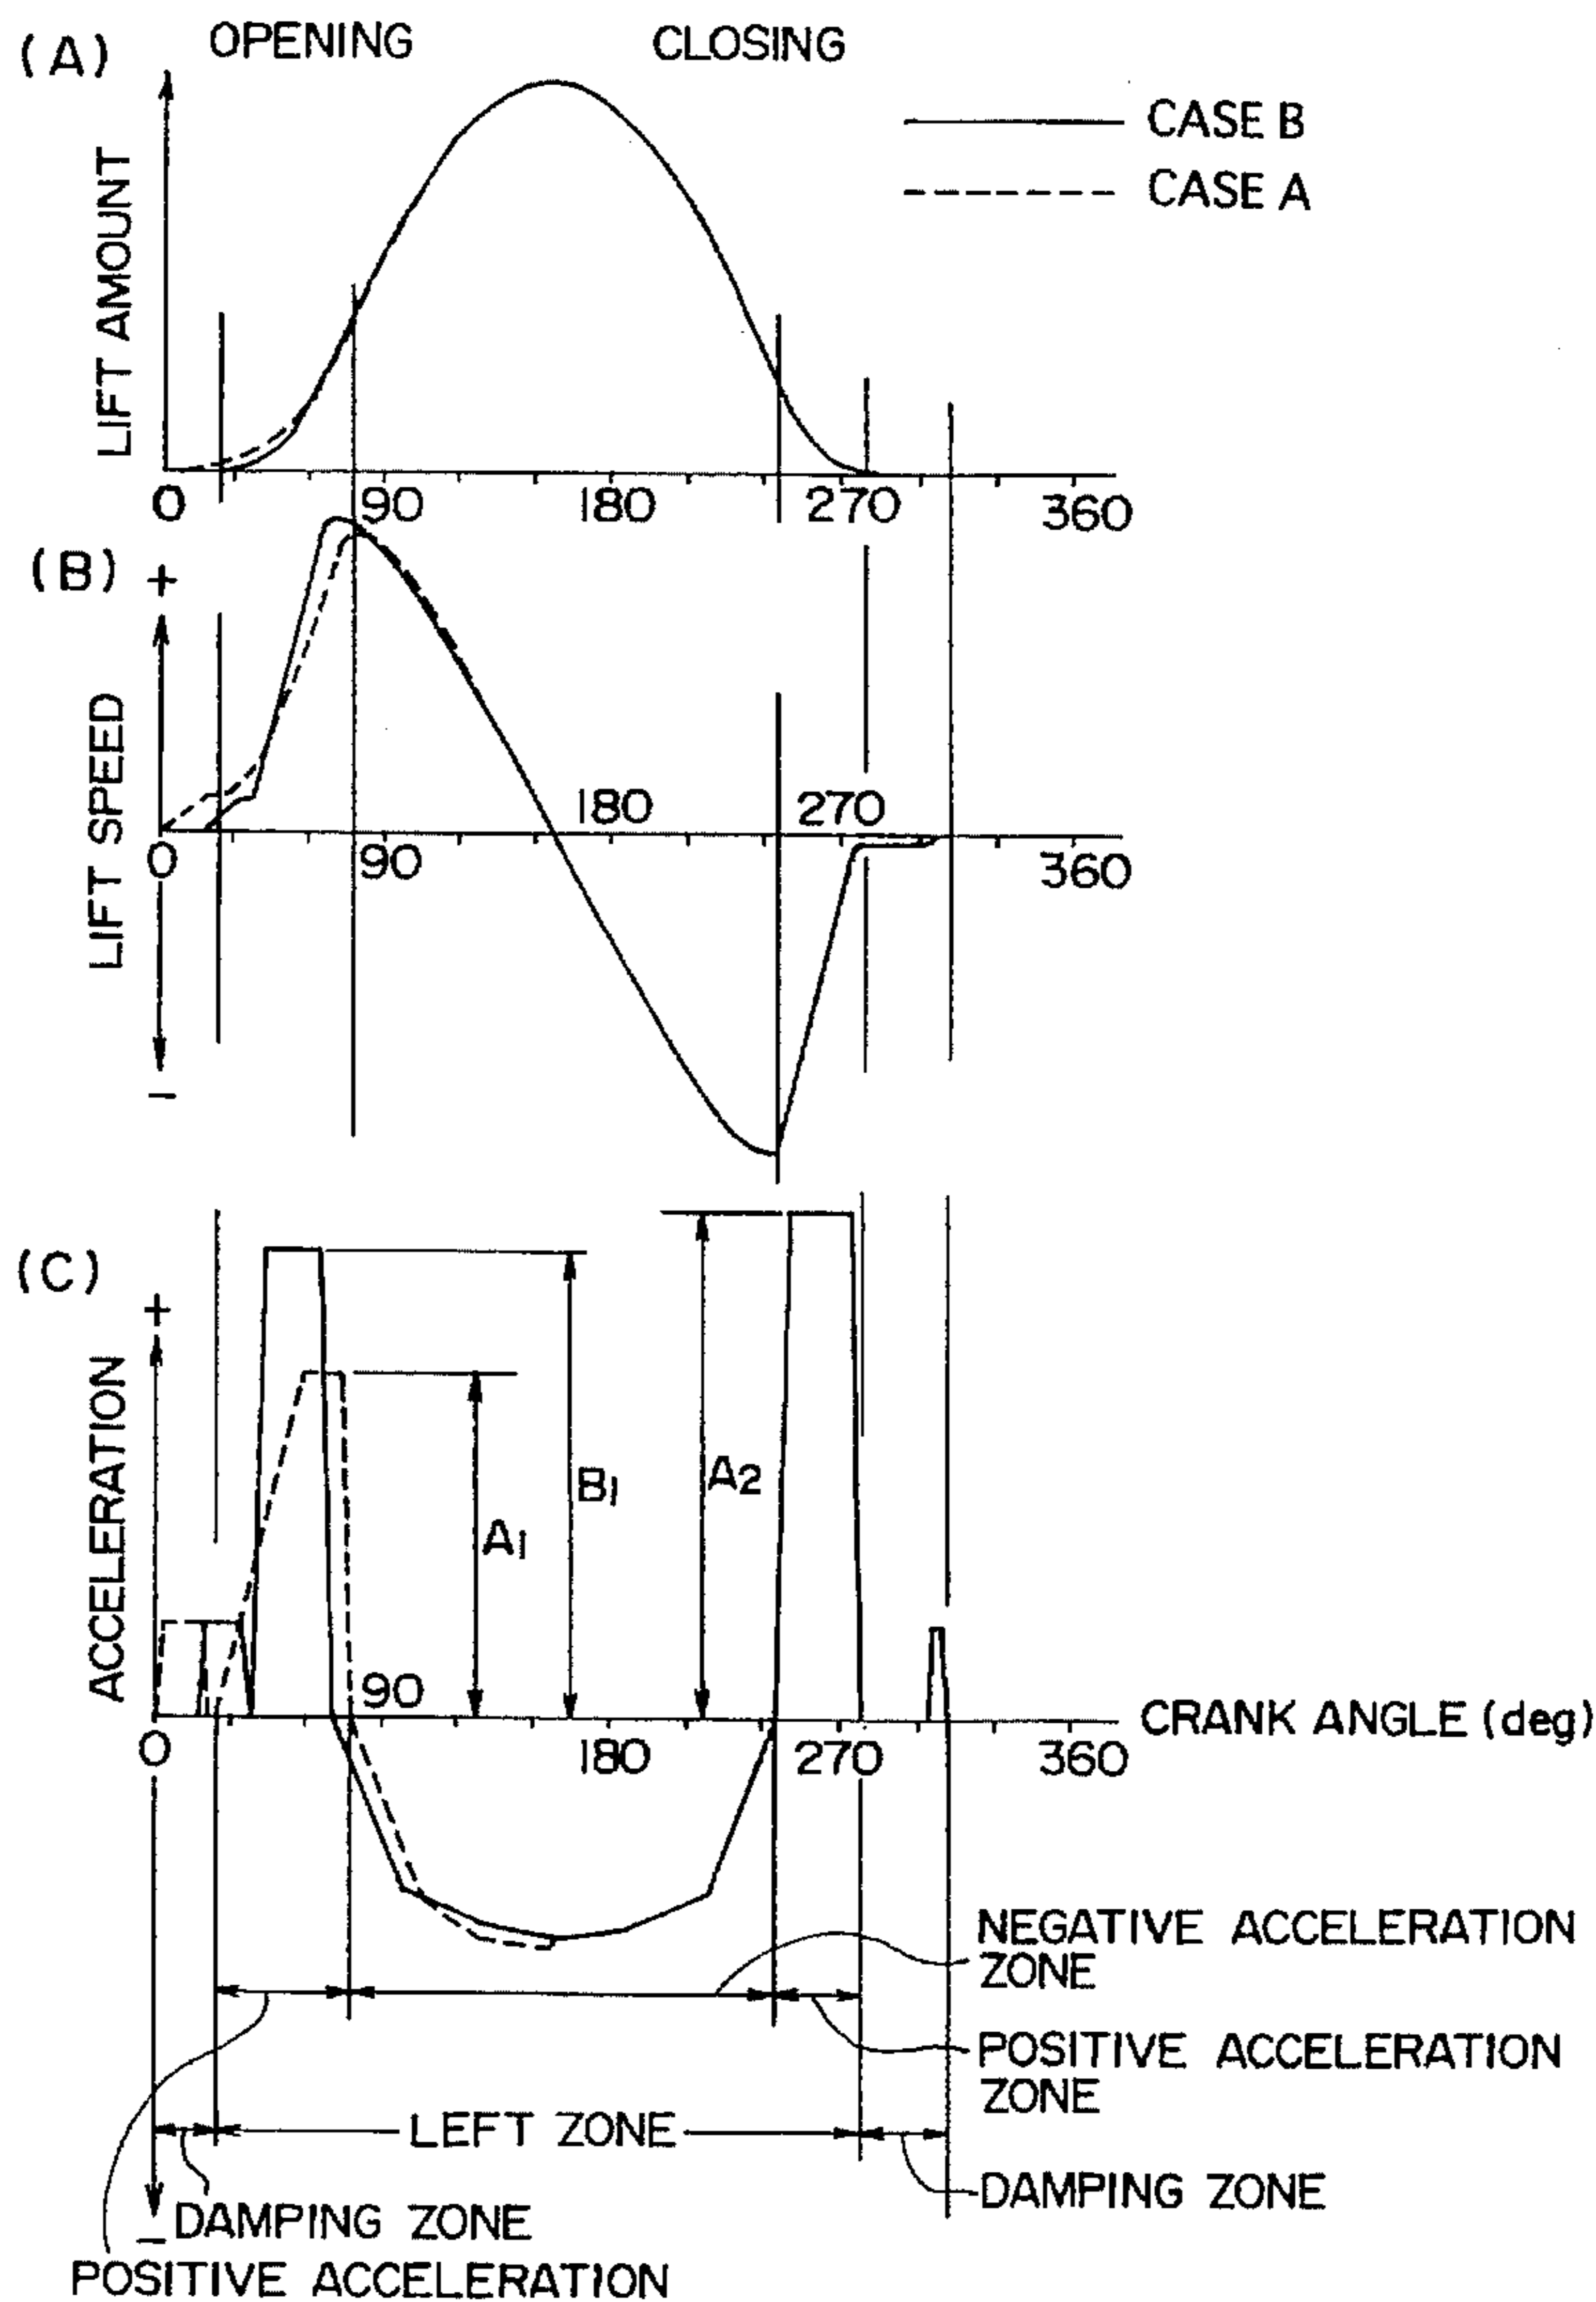 (A)
OPENING
CLOSING
CASE B
CASE A
LIFT AMOUNT
0
90
180
270
360
(B)
+
LIFT SPEED
180
270
0
90
360
−
(C)
+
ACCELERATION
B1
A2
A1
90
CRANK ANGLE (deg)
0
180
270
360
NEGATIVE ACCELERATION
ZONE
POSITIVE ACCELERATION
ZONE
LEFT ZONE
DAMPING ZONE
−
DAMPING ZONE
POSITIVE ACCELERATION